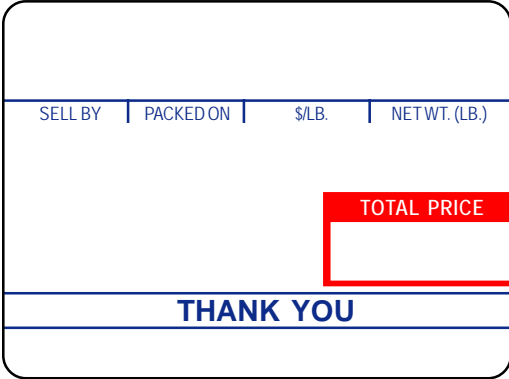 SELL BY PACKED ON $/LB. NET WT. (LB.)
TOTAL PRICE
THANK YOU